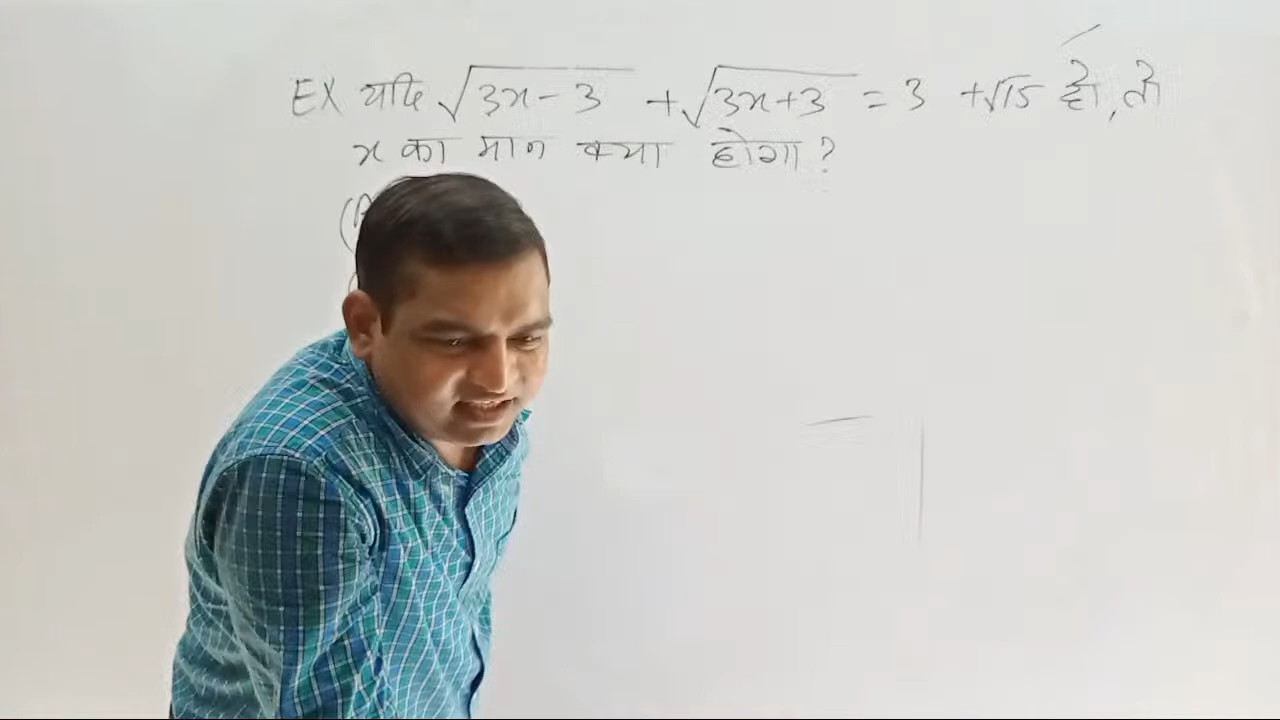 EX यदि √3x-3 + √3x+3 = 3 + √15 हो, तो
x का मान क्या होगा?